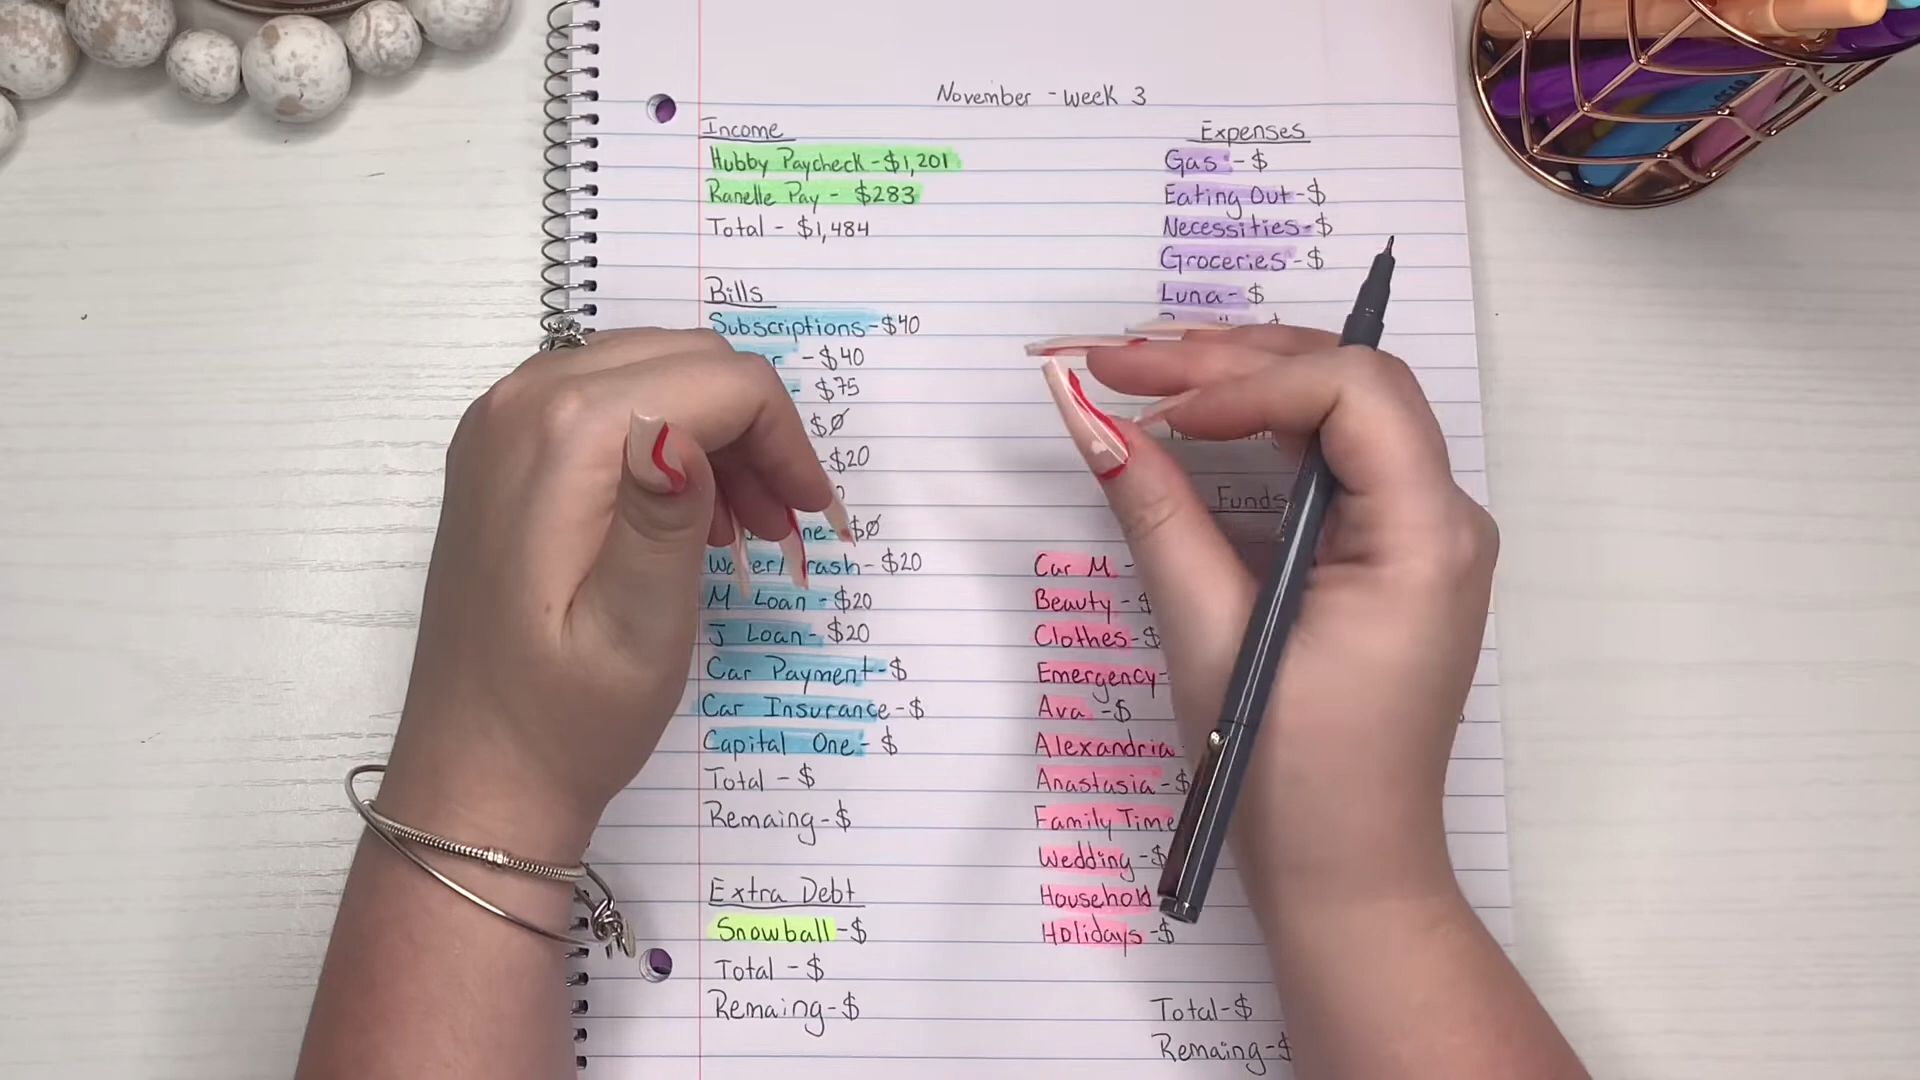 November - week 3
Income
Hubby Paycheck - $1,201
Ranelle Pay - $283
Total - $1,484
Bills
Subscriptions - $40
- $40
- $75
$0
- $20
$0
Water/Trash - $20
M Loan - $20
J Loan - $20
Car Payment - $
Car Insurance - $
Capital One - $
Total - $
Remaing - $
Extra Debt
Snowball - $
Total - $
Remaing - $
Expenses
Gas - $
Eating Out - $
Necessities - $
Groceries - $
Luna - $
Funds
Car M -
Beauty - $
Clothes - $
Emergency -
Ava - $
Alexandria
Anastasia - $
Family Time
Wedding - $
Household
Holidays - $
Total - $
Remaing - $